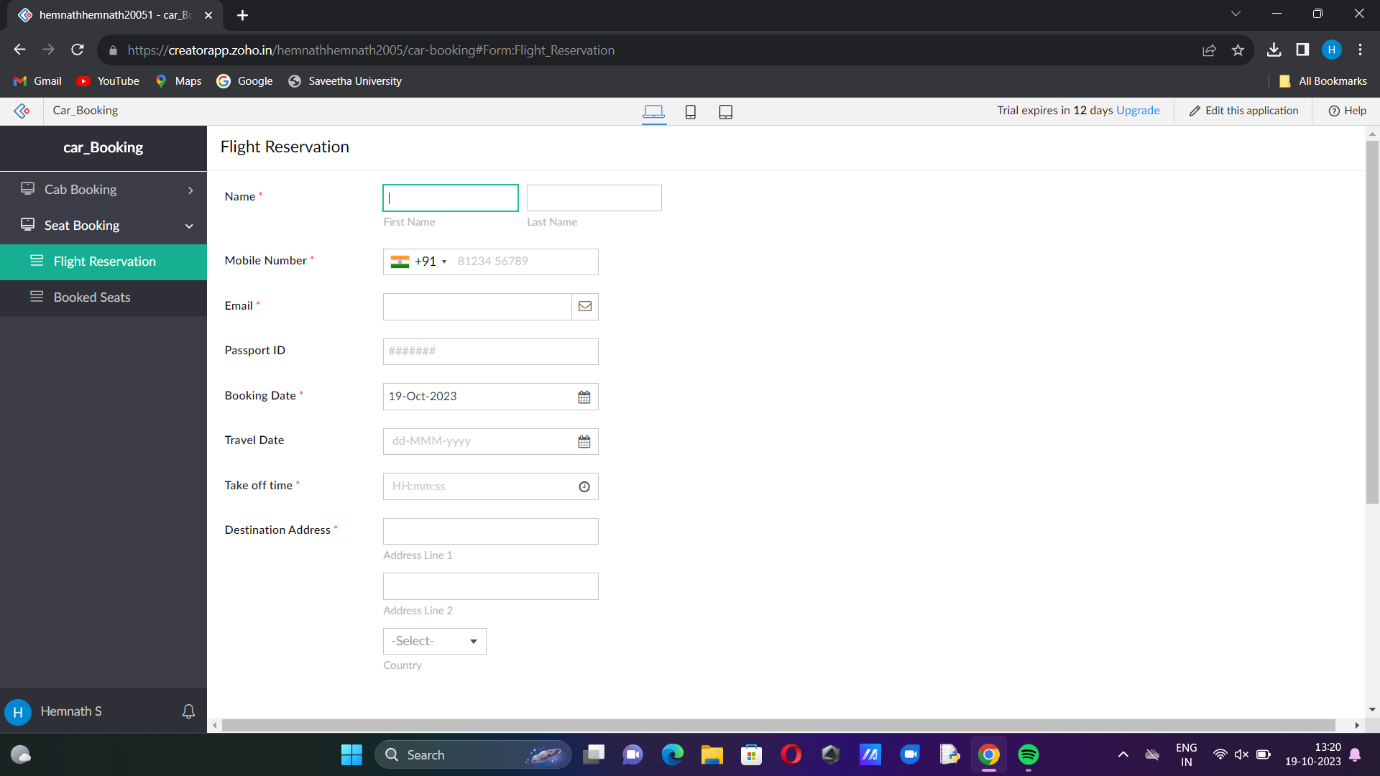 hemnathhemnath20051 - car_Bo
https://creatorapp.zoho.in/hemnathhemnath2005/car-booking#Form:Flight_Reservation
H
Gmail YouTube Maps Google Saveetha University All Bookmarks
Car_Booking Trial expires in 12 days Upgrade Edit this application Help
car_Booking
Flight Reservation
Cab Booking
Seat Booking
Flight Reservation
Booked Seats
Name *
First Name Last Name
Mobile Number * +91 81234 56789
Email *
Passport ID #######
Booking Date * 19-Oct-2023
Travel Date dd-MMM-yyyy
Take off time * HH:mm:ss
Destination Address *
Address Line 1
Address Line 2
-Select-
Country
H Hemnath S
Search
ENG
IN
13:20
19-10-2023